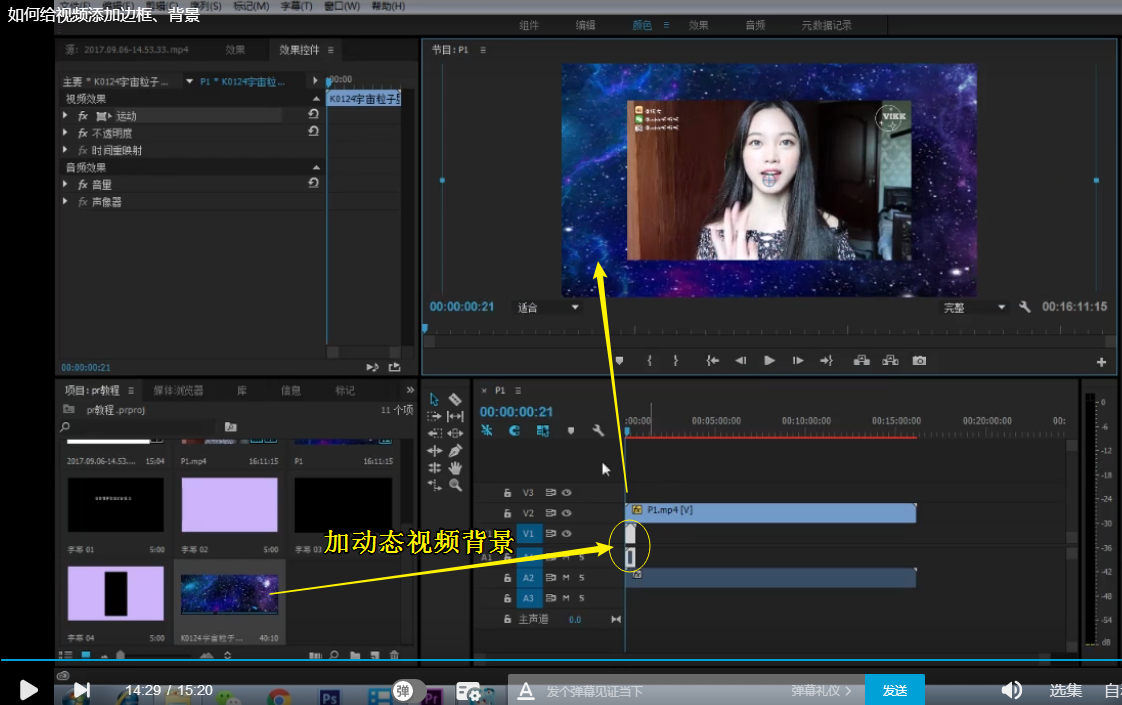 如何给视频添加边框、背景
文件(F) 编辑(E) 剪辑(C) 序列(S) 标记(M) 字幕(T) 窗口(W) 帮助(H)
组件 编辑 颜色 效果 音频 元数据记录
源: 2017.09.06-14.53.33.mp4 效果 效果控件
节目: P1
主要 * K0124宇宙粒子... P1 * K0124宇宙粒...
00:00
视频效果
K0124宇宙粒子星
fx 运动
fx 不透明度
fx 时间重映射
音频效果
fx 音量
fx 声像器
VIKK
00:00:00:21 适合 完整 00:16:11:15
00:00:00:21
项目: pr教程 媒体浏览器 库 信息 标记
pr教程.prproj 11 个项
2017.09.06-14.53.... 15;04 P1.mp4 16:11:15 P1 16:11:15
字幕 01 5:00 字幕 02 5:00 字幕 03
字幕 04 5:00 K0124宇宙粒子... 40:10
× P1
00:00:00:21
:00:00 00:05:00:00 00:10:00:00 00:15:00:00 00:20:00:00 00:
V3
V2 fx P1.mp4 [V]
V1
加动态视频背景
A1 M S
A2 M S
A3 M S
主声道 0.0
0
-6
-12
-18
-24
-30
-36
-42
-48
-54
dB
14:29 / 15:20 弹 发个弹幕见证当下 弹幕礼仪 发送 选集 自
Ps Pr